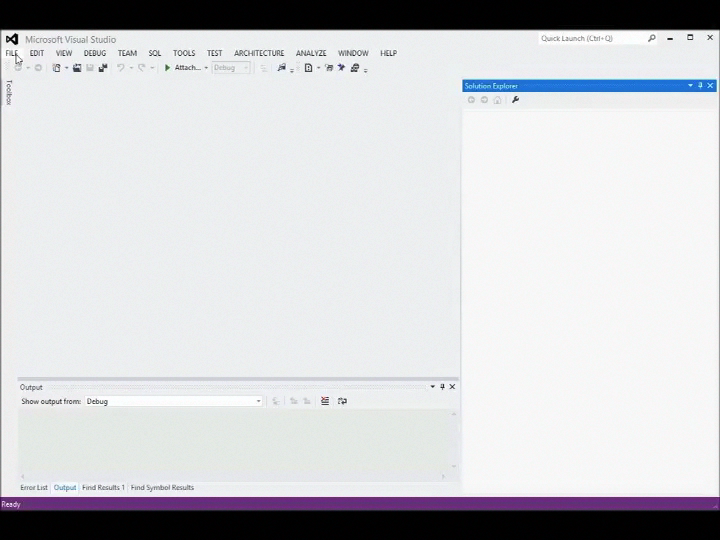 Microsoft Visual Studio
Quick Launch (Ctrl+Q)
FILE EDIT VIEW DEBUG TEAM SQL TOOLS TEST ARCHITECTURE ANALYZE WINDOW HELP
Attach... Debug
Toolbox
Solution Explorer
Output
Show output from: Debug
Error List Output Find Results 1 Find Symbol Results
Ready